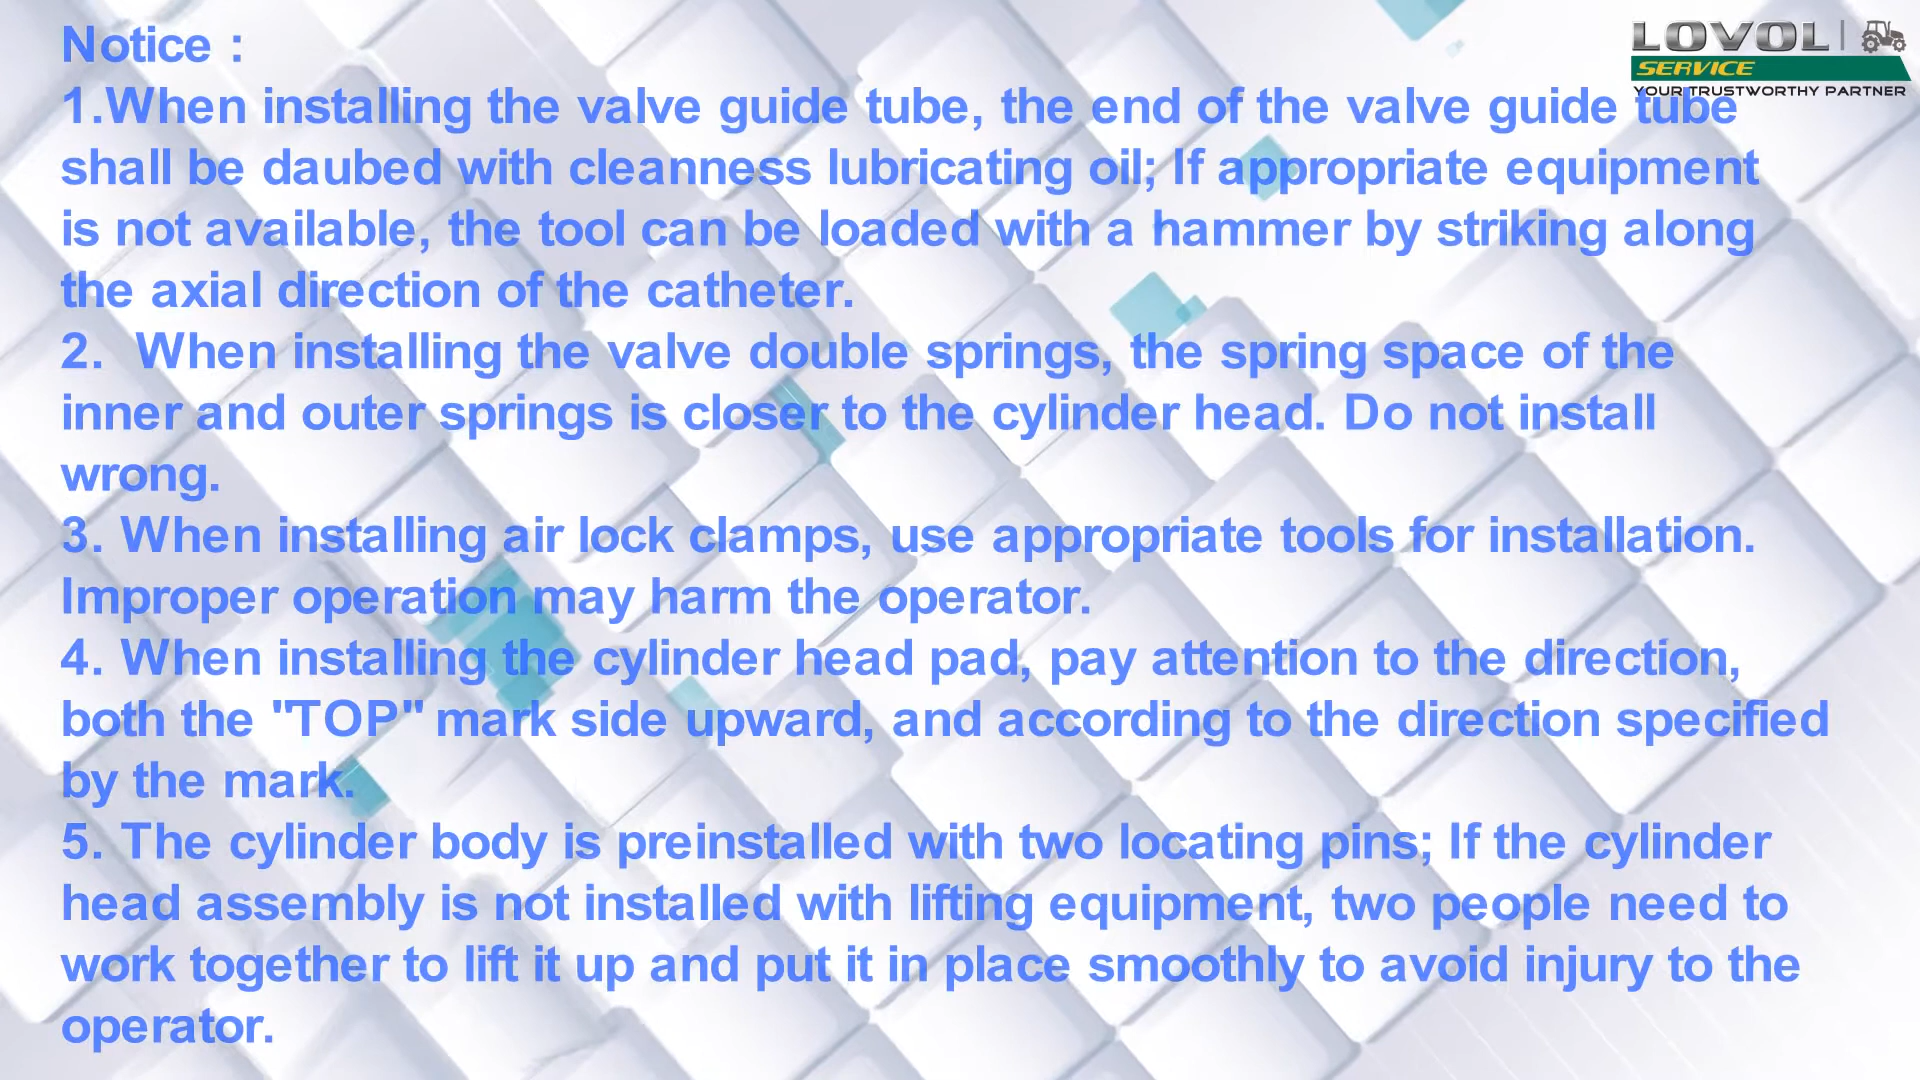 Notice :
LOVOL
SERVICE
YOUR TRUSTWORTHY PARTNER
1.When installing the valve guide tube, the end of the valve guide tube
shall be daubed with cleanness lubricating oil; If appropriate equipment
is not available, the tool can be loaded with a hammer by striking along
the axial direction of the catheter.
2.  When installing the valve double springs, the spring space of the
inner and outer springs is closer to the cylinder head. Do not install
wrong.
3. When installing air lock clamps, use appropriate tools for installation.
Improper operation may harm the operator.
4. When installing the cylinder head pad, pay attention to the direction,
both the "TOP" mark side upward, and according to the direction specified
by the mark.
5. The cylinder body is preinstalled with two locating pins; If the cylinder
head assembly is not installed with lifting equipment, two people need to
work together to lift it up and put it in place smoothly to avoid injury to the
operator.